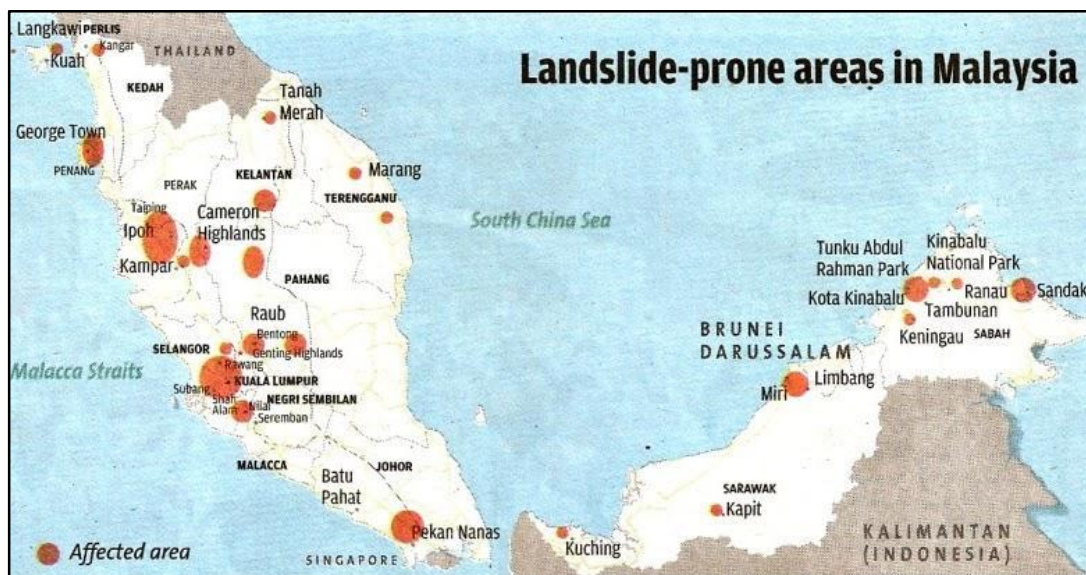 Landslide-prone areas in Malaysia
Langkawi
PERLIS
Kangar
Kuah
THAILAND
KEDAH
Tanah
Merah
George Town
PENANG
PERAK
KELANTAN
Marang
TERENGGANU
Taiping
Ipoh
Cameron
Highlands
Kampar
PAHANG
South China Sea
Raub
Bentong
Genting Highlands
SELANGOR
Rawang
Malacca Straits
KUALA LUMPUR
Subang
Shah
Alam
Nilai
NEGRI SEMBILAN
Seremban
MALACCA
JOHOR
Batu
Pahat
Pekan Nanas
SINGAPORE
Affected area
Tunku Abdul
Rahman Park
Kinabalu
National Park
Kota Kinabalu
Ranau
Sandak
Tambunan
Keningau
SABAH
BRUNEI
DARUSSALAM
Limbang
Miri
SARAWAK
Kapit
Kuching
KALIMANTAN
(INDONESIA)